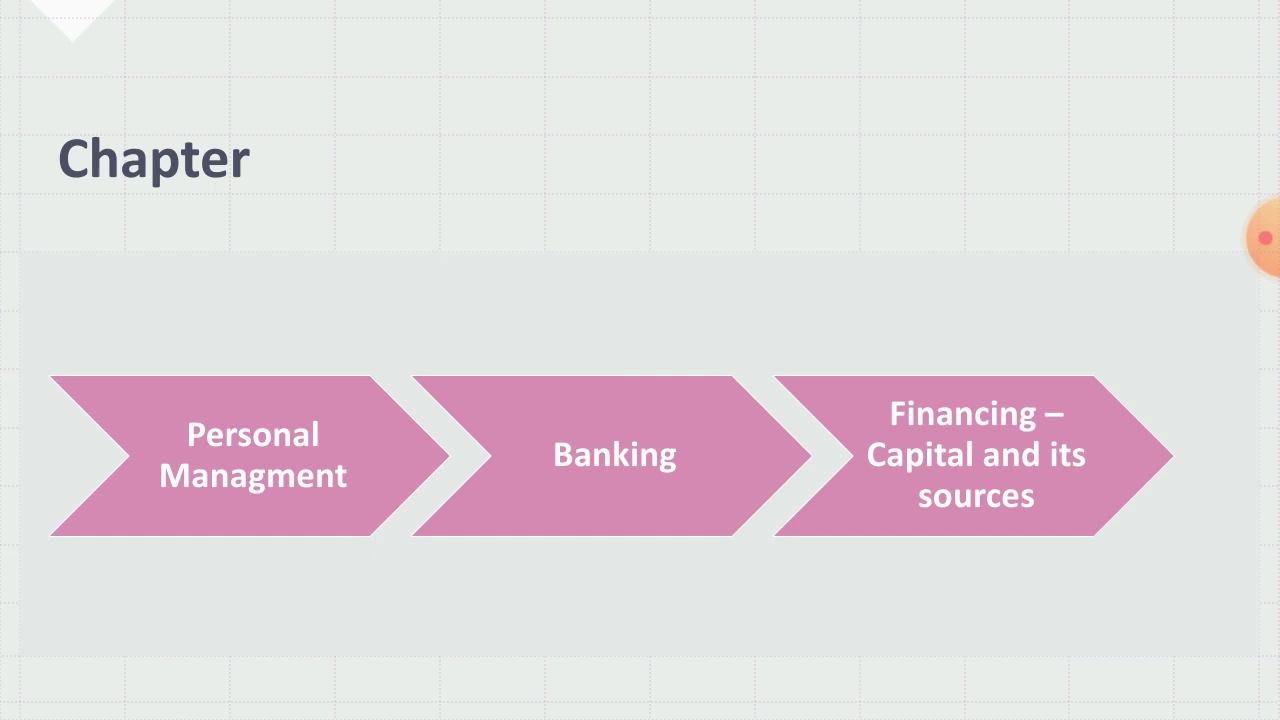 Chapter
Personal
Managment
Banking
Financing –
Capital and its
sources